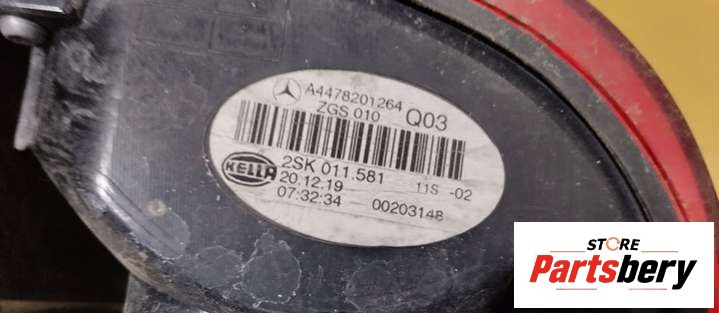 A4478201264
ZGS 010 Q03
HELLA 2SK 011.581 11S -02
20.12.19
07:32:34 00203148
STORE
Partsbery